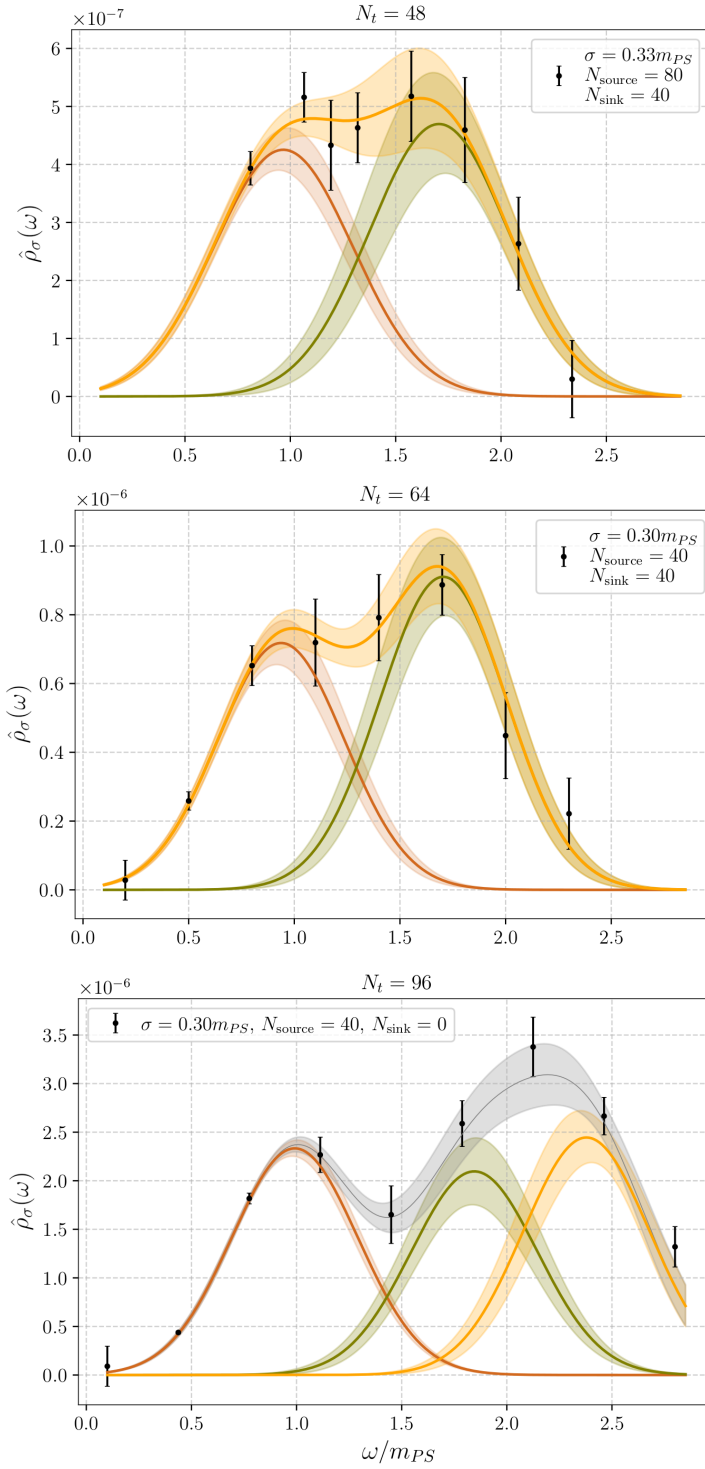 N_t = 48
×10⁻⁷
σ = 0.33m_PS
N_source = 80
N_sink = 40
6
5
4
3
2
1
0
ρ̂_σ(ω)
0.0 0.5 1.0 1.5 2.0 2.5
N_t = 64
×10⁻⁶
σ = 0.30m_PS
N_source = 40
N_sink = 40
1.0
0.8
0.6
0.4
0.2
0.0
ρ̂_σ(ω)
0.0 0.5 1.0 1.5 2.0 2.5
N_t = 96
×10⁻⁶
σ = 0.30m_PS, N_source = 40, N_sink = 0
3.5
3.0
2.5
2.0
1.5
1.0
0.5
0.0
ρ̂_σ(ω)
0.0 0.5 1.0 1.5 2.0 2.5
ω/m_PS